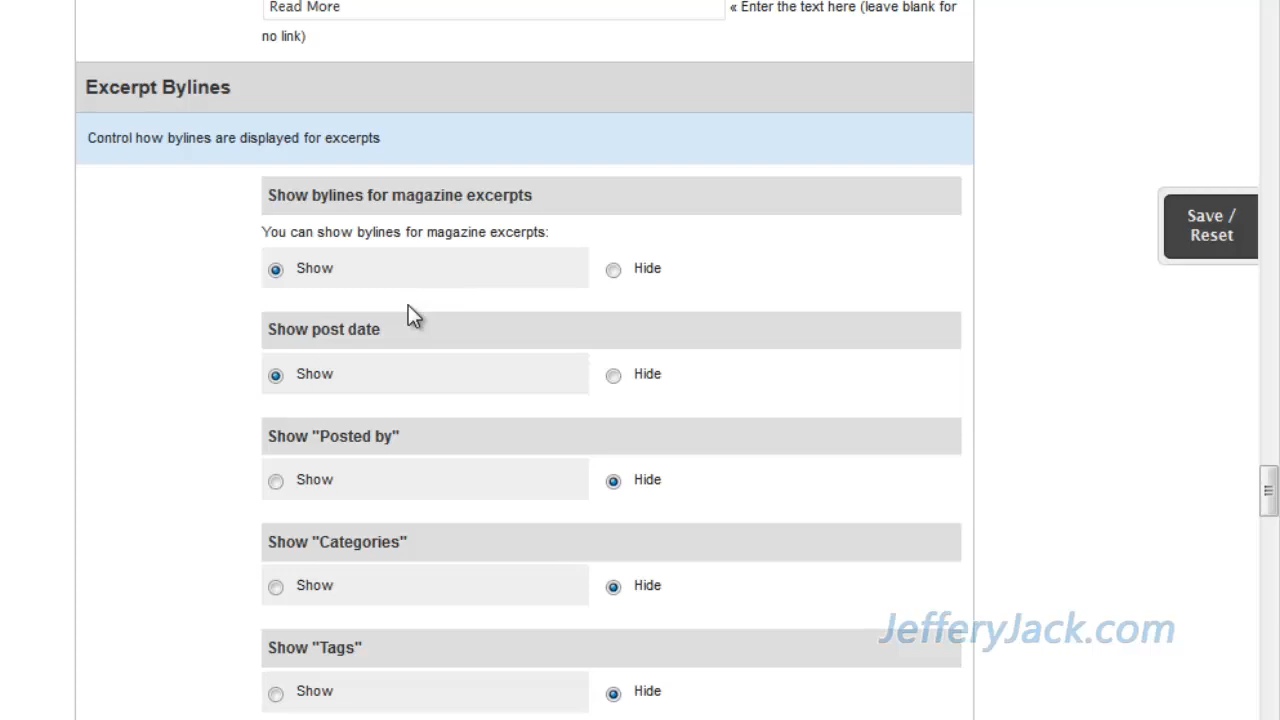 Read More
« Enter the text here (leave blank for
no link)
Excerpt Bylines
Control how bylines are displayed for excerpts
Show bylines for magazine excerpts
You can show bylines for magazine excerpts:
Show
Hide
Save /
Reset
Show post date
Show
Hide
Show "Posted by"
Show
Hide
Show "Categories"
Show
Hide
JefferyJack.com
Show "Tags"
Show
Hide